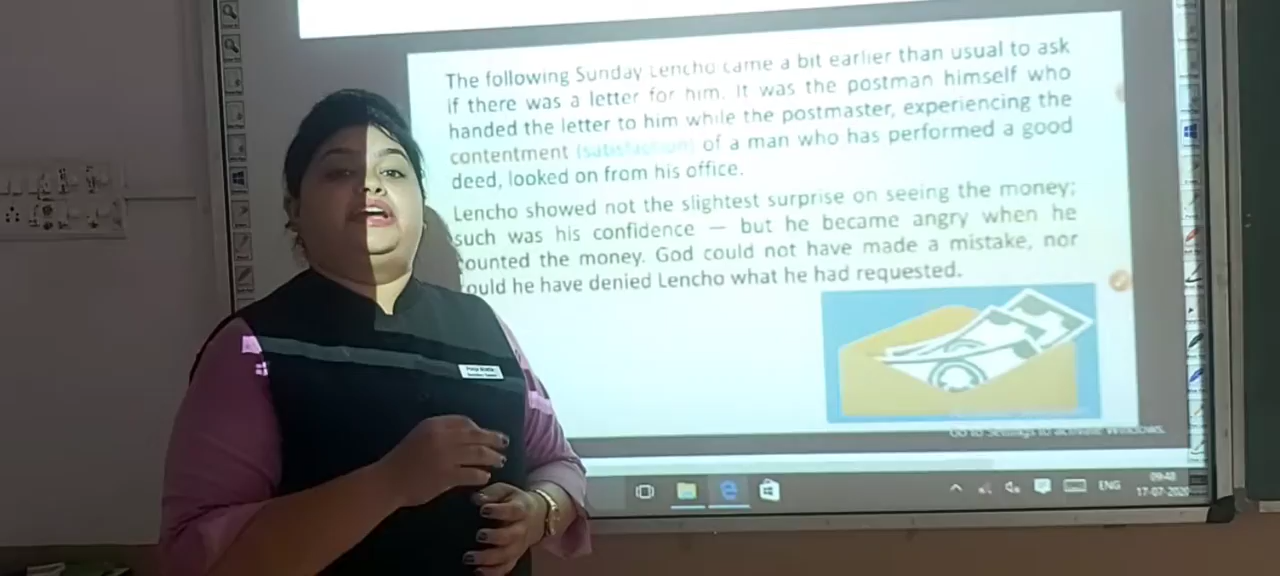 The following Sunday Lencho came a bit earlier than usual to ask
if there was a letter for him. It was the postman himself who
handed the letter to him while the postmaster, experiencing the
contentment (satisfaction) of a man who has performed a good
deed, looked on from his office.
Lencho showed not the slightest surprise on seeing the money;
such was his confidence — but he became angry when he
ounted the money. God could not have made a mistake, nor
ould he have denied Lencho what he had requested.
Go to Settings to activate Windows.
ENG
09:48
17-07-2020